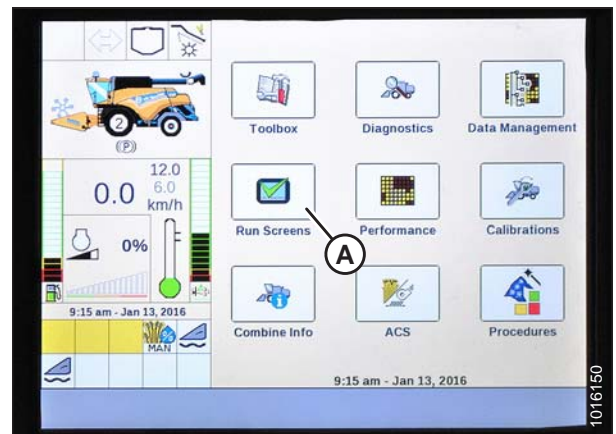 Toolbox Diagnostics Data Management
2
(P)
12.0
0.0 6.0
km/h
Run Screens Performance Calibrations
A
0%
9:15 am - Jan 13, 2016
MAN
Combine Info ACS Procedures
9:15 am - Jan 13, 2016
1016150